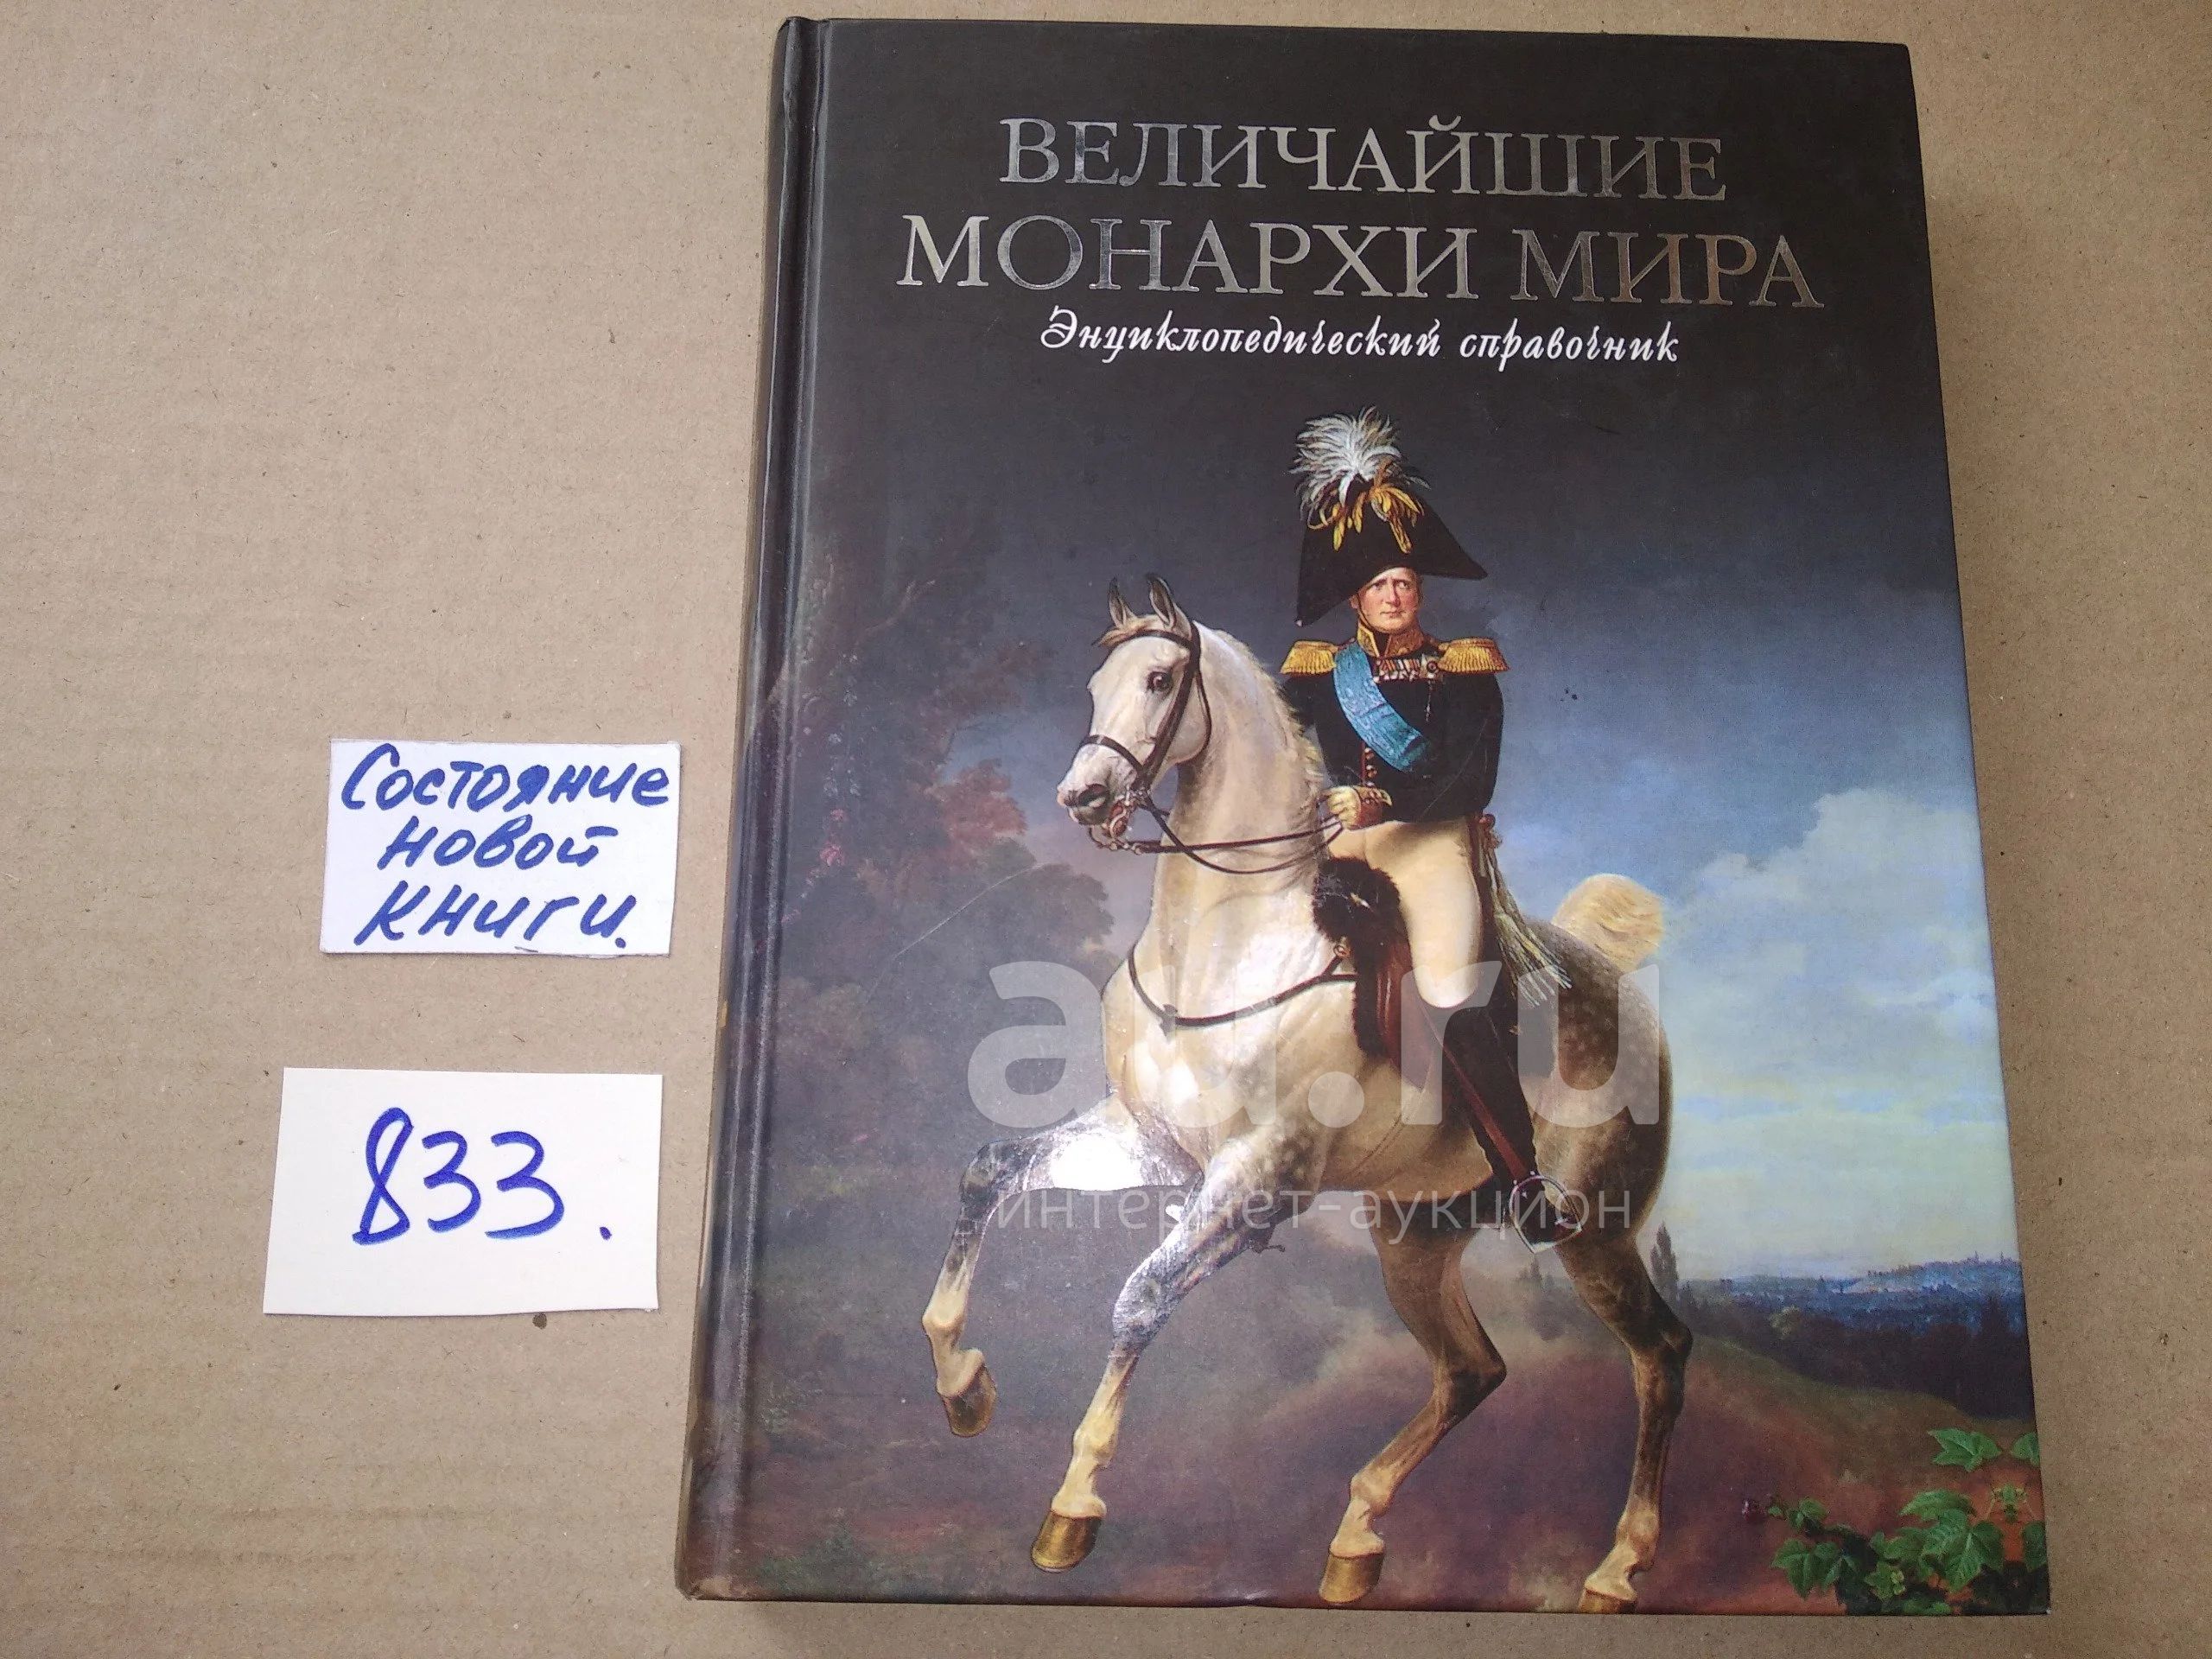 ВЕЛИЧАЙШИЕ
МОНАРХИ МИРА
Энциклопедический справочник
Состояние
новой
книги.
833.
au.ru
интернет-аукцион